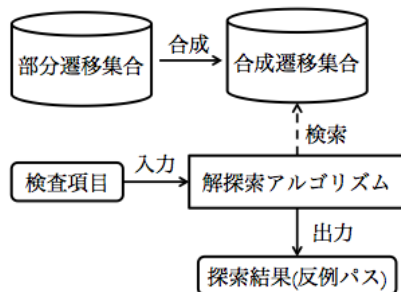 合成
部分遷移集合
合成遷移集合
検索
入力
検査項目
解探索アルゴリズム
出力
探索結果(反例パス)